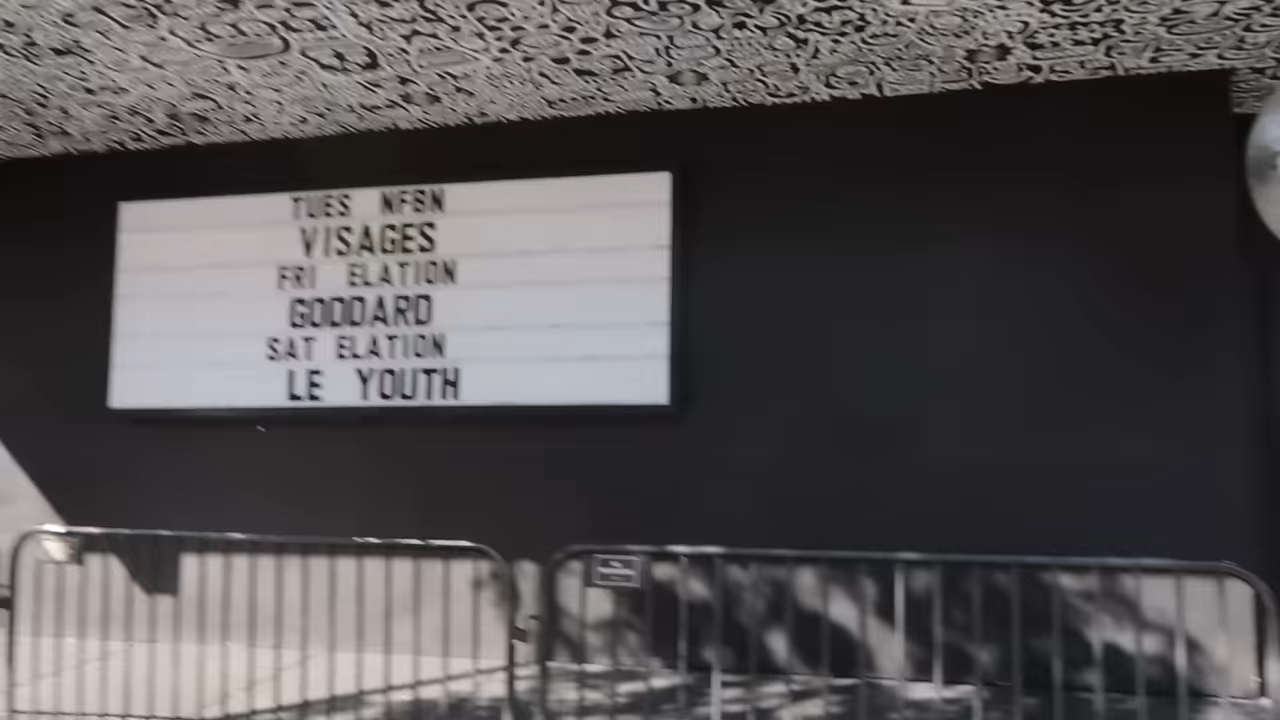 TUES NFBN
VISAGES
FRI ELATION
GODDARD
SAT ELATION
LE YOUTH